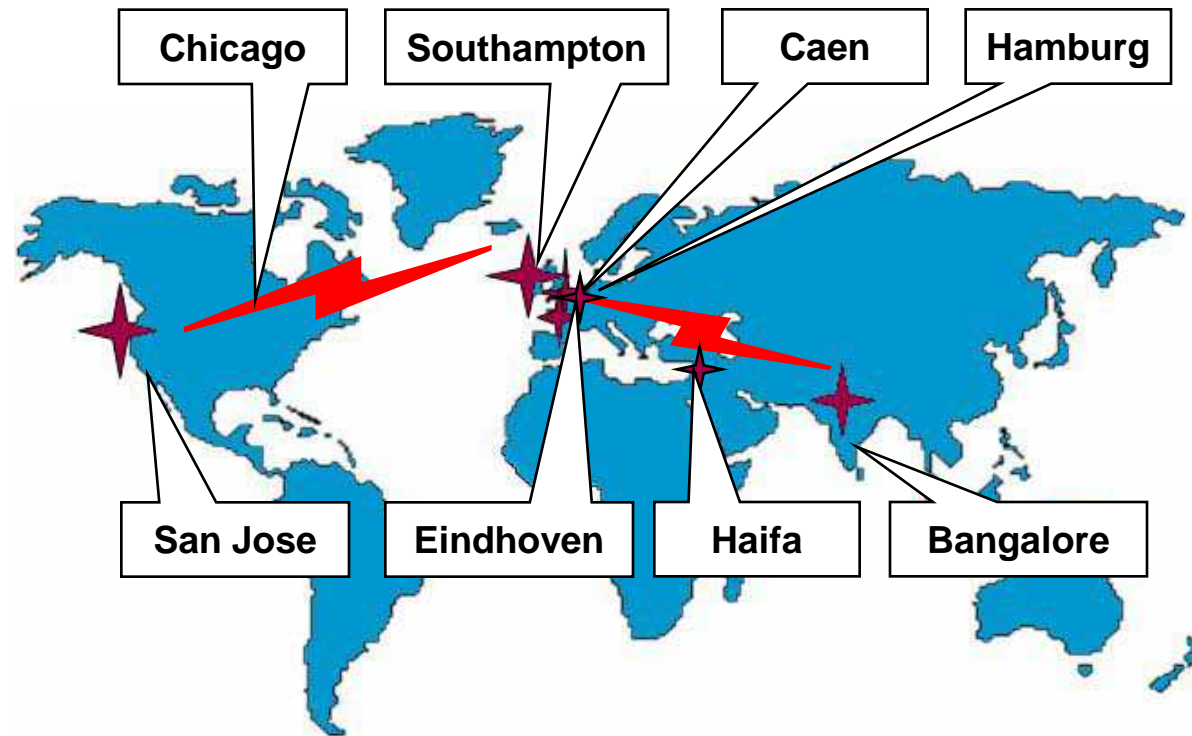 Chicago
Southampton
Caen
Hamburg
San Jose
Eindhoven
Haifa
Bangalore